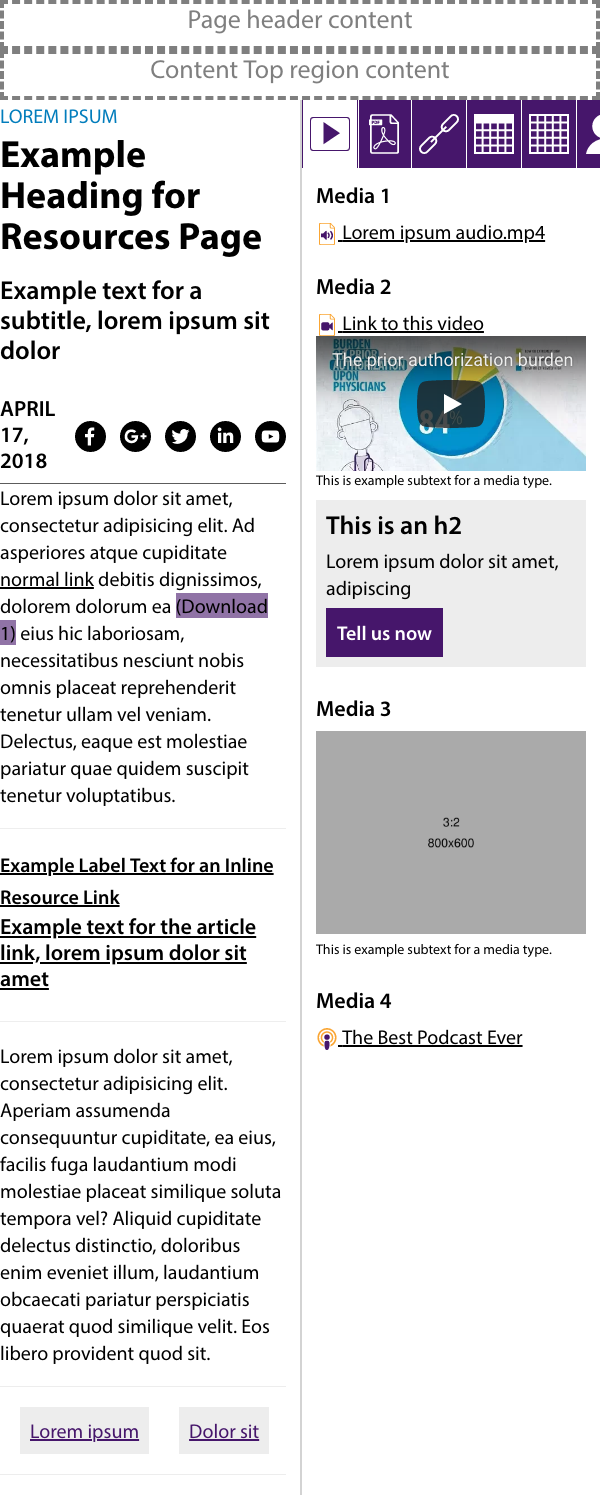 Page header content
Content Top region content
LOREM IPSUM
Example
Heading for
Resources Page
Example text for a
subtitle, lorem ipsum sit
dolor
APRIL
17,
2018
Lorem ipsum dolor sit amet,
consectetur adipisicing elit. Ad
asperiores atque cupiditate
normal link debitis dignissimos,
dolorem dolorum ea (Download
1) eius hic laboriosam,
necessitatibus nesciunt nobis
omnis placeat reprehenderit
tenetur ullam vel veniam.
Delectus, eaque est molestiae
pariatur quae quidem suscipit
tenetur voluptatibus.
Example Label Text for an Inline
Resource Link
Example text for the article
link, lorem ipsum dolor sit
amet
Lorem ipsum dolor sit amet,
consectetur adipisicing elit.
Aperiam assumenda
consequuntur cupiditate, ea eius,
facilis fuga laudantium modi
molestiae placeat similique soluta
tempora vel? Aliquid cupiditate
delectus distinctio, doloribus
enim eveniet illum, laudantium
obcaecati pariatur perspiciatis
quaerat quod similique velit. Eos
libero provident quod sit.
Lorem ipsum
Dolor sit
Media 1
Lorem ipsum audio.mp4
Media 2
Link to this video
The prior authorization burden
BURDEN
OF PRIOR
AUTHORIZATION
UPON
PHYSICIANS
84%
This is example subtext for a media type.
This is an h2
Lorem ipsum dolor sit amet,
adipiscing
Tell us now
Media 3
3:2
800x600
This is example subtext for a media type.
Media 4
The Best Podcast Ever